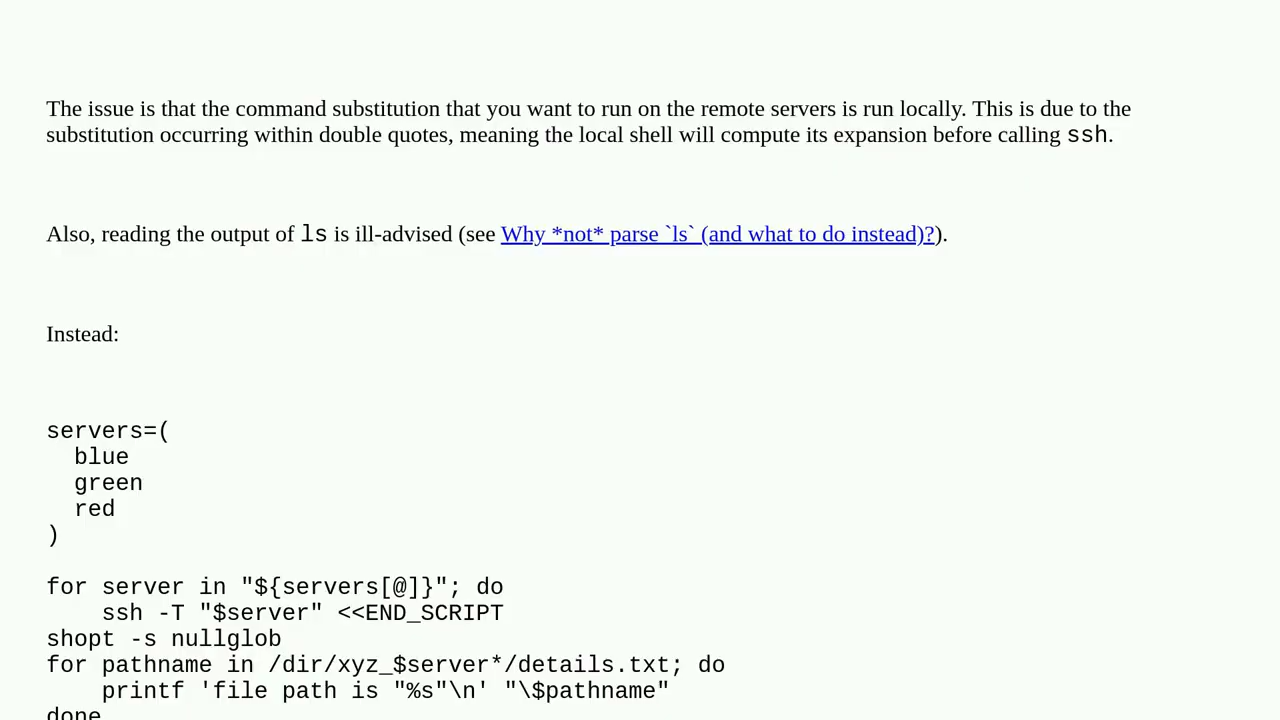 The issue is that the command substitution that you want to run on the remote servers is run locally. This is due to the
substitution occurring within double quotes, meaning the local shell will compute its expansion before calling ssh.
Also, reading the output of ls is ill-advised (see Why *not* parse `ls` (and what to do instead)?).
Instead:
servers=(
  blue
  green
  red
)
for server in "${servers[@]}"; do
    ssh -T "$server" <<END_SCRIPT
shopt -s nullglob
for pathname in /dir/xyz_$server*/details.txt; do
    printf 'file path is "%s"\n' "\$pathname"
done